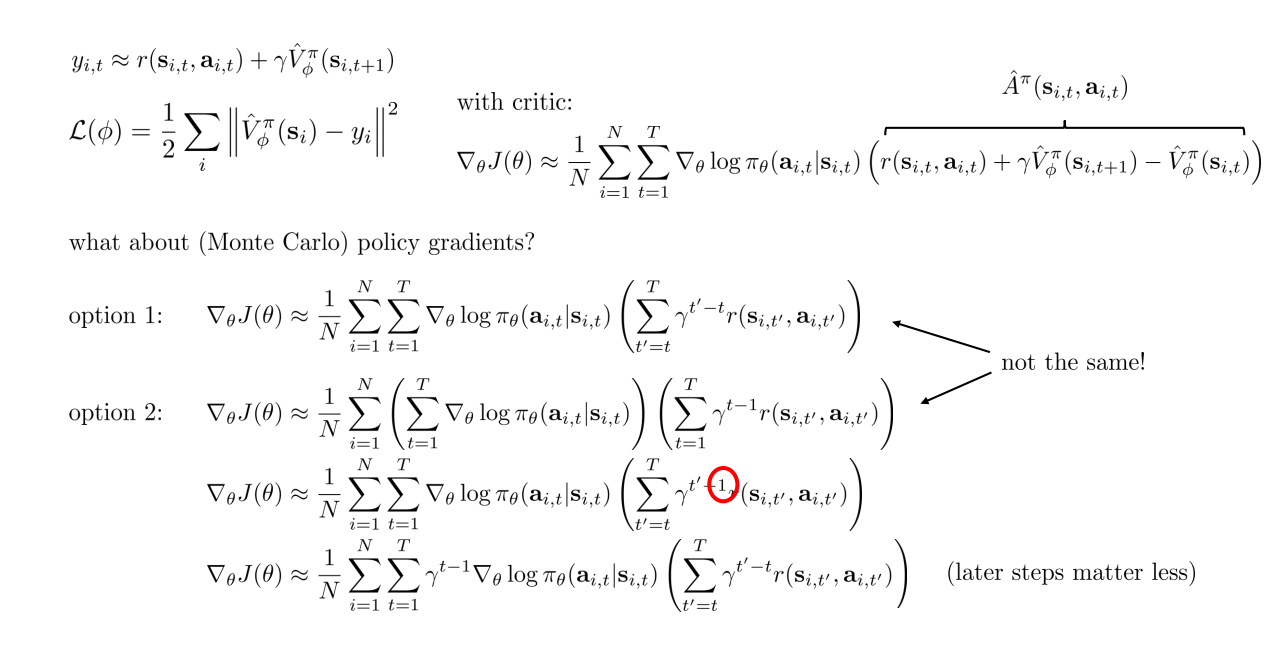 $y_{i,t} \approx r(\mathbf{s}_{i,t}, \mathbf{a}_{i,t}) + \gamma \hat{V}^{\pi}_{\phi}(\mathbf{s}_{i,t+1})$
$\mathcal{L}(\phi) = \frac{1}{2} \sum_{i} \left\| \hat{V}^{\pi}_{\phi}(\mathbf{s}_i) - y_i \right\|^2$
with critic:
$\hat{A}^{\pi}(\mathbf{s}_{i,t}, \mathbf{a}_{i,t})$
$\nabla_\theta J(\theta) \approx \frac{1}{N} \sum_{i=1}^{N} \sum_{t=1}^{T} \nabla_\theta \log \pi_\theta(\mathbf{a}_{i,t}|\mathbf{s}_{i,t}) \left( r(\mathbf{s}_{i,t}, \mathbf{a}_{i,t}) + \gamma \hat{V}^{\pi}_{\phi}(\mathbf{s}_{i,t+1}) - \hat{V}^{\pi}_{\phi}(\mathbf{s}_{i,t}) \right)$
what about (Monte Carlo) policy gradients?
option 1: $\nabla_\theta J(\theta) \approx \frac{1}{N} \sum_{i=1}^{N} \sum_{t=1}^{T} \nabla_\theta \log \pi_\theta(\mathbf{a}_{i,t}|\mathbf{s}_{i,t}) \left( \sum_{t'=t}^{T} \gamma^{t'-t} r(\mathbf{s}_{i,t'}, \mathbf{a}_{i,t'}) \right)$
not the same!
option 2: $\nabla_\theta J(\theta) \approx \frac{1}{N} \sum_{i=1}^{N} \left( \sum_{t=1}^{T} \nabla_\theta \log \pi_\theta(\mathbf{a}_{i,t}|\mathbf{s}_{i,t}) \right) \left( \sum_{t=1}^{T} \gamma^{t-1} r(\mathbf{s}_{i,t'}, \mathbf{a}_{i,t'}) \right)$
$\nabla_\theta J(\theta) \approx \frac{1}{N} \sum_{i=1}^{N} \sum_{t=1}^{T} \nabla_\theta \log \pi_\theta(\mathbf{a}_{i,t}|\mathbf{s}_{i,t}) \left( \sum_{t'=t}^{T} \gamma^{t'-1} r(\mathbf{s}_{i,t'}, \mathbf{a}_{i,t'}) \right)$
$\nabla_\theta J(\theta) \approx \frac{1}{N} \sum_{i=1}^{N} \sum_{t=1}^{T} \gamma^{t-1} \nabla_\theta \log \pi_\theta(\mathbf{a}_{i,t}|\mathbf{s}_{i,t}) \left( \sum_{t'=t}^{T} \gamma^{t'-t} r(\mathbf{s}_{i,t'}, \mathbf{a}_{i,t'}) \right)$ (later steps matter less)